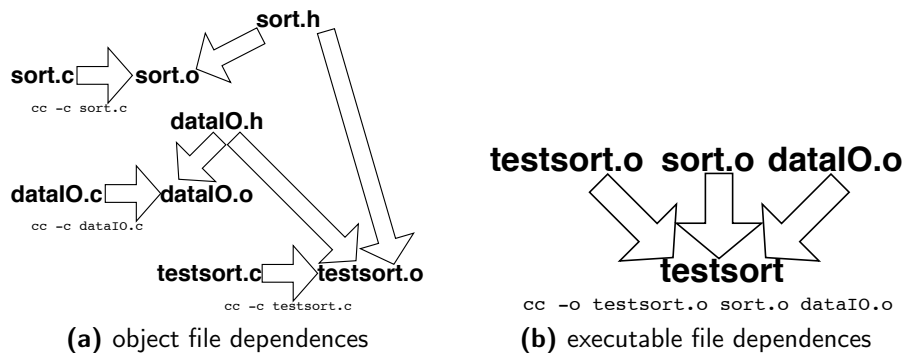 sort.h
sort.c sort.o
cc -c sort.c
dataIO.h
dataIO.c dataIO.o
cc -c dataIO.c
testsort.c testsort.o
cc -c testsort.c
(a) object file dependences
testsort.o sort.o dataIO.o
testsort
cc -o testsort.o sort.o dataIO.o
(b) executable file dependences